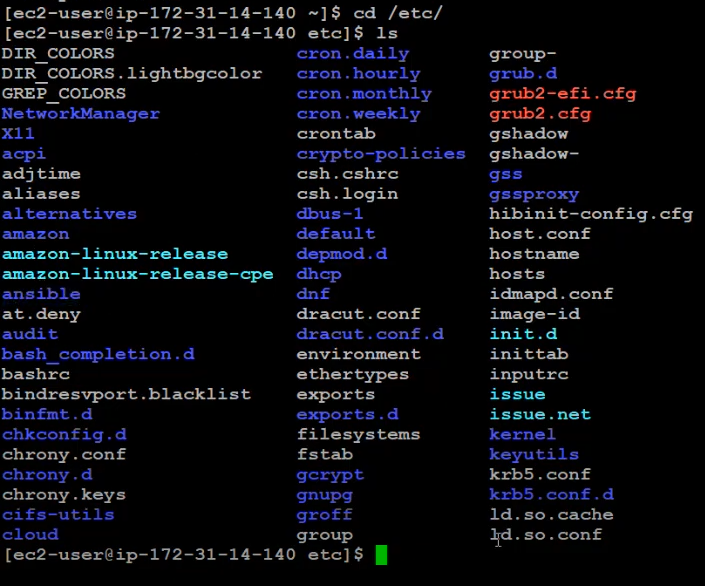 [ec2-user@ip-172-31-14-140 ~]$ cd /etc/
[ec2-user@ip-172-31-14-140 etc]$ ls
DIR_COLORS cron.daily group-
DIR_COLORS.lightbgcolor cron.hourly grub.d
GREP_COLORS cron.monthly grub2-efi.cfg
NetworkManager cron.weekly grub2.cfg
X11 crontab gshadow
acpi crypto-policies gshadow-
adjtime csh.cshrc gss
aliases csh.login gssproxy
alternatives dbus-1 hibinit-config.cfg
amazon default host.conf
amazon-linux-release depmod.d hostname
amazon-linux-release-cpe dhcp hosts
ansible dnf idmapd.conf
at.deny dracut.conf image-id
audit dracut.conf.d init.d
bash_completion.d environment inittab
bashrc ethertypes inputrc
bindresvport.blacklist exports issue
binfmt.d exports.d issue.net
chkconfig.d filesystems kernel
chrony.conf fstab keyutils
chrony.d gcrypt krb5.conf
chrony.keys gnupg krb5.conf.d
cifs-utils groff ld.so.cache
cloud group ld.so.conf
[ec2-user@ip-172-31-14-140 etc]$